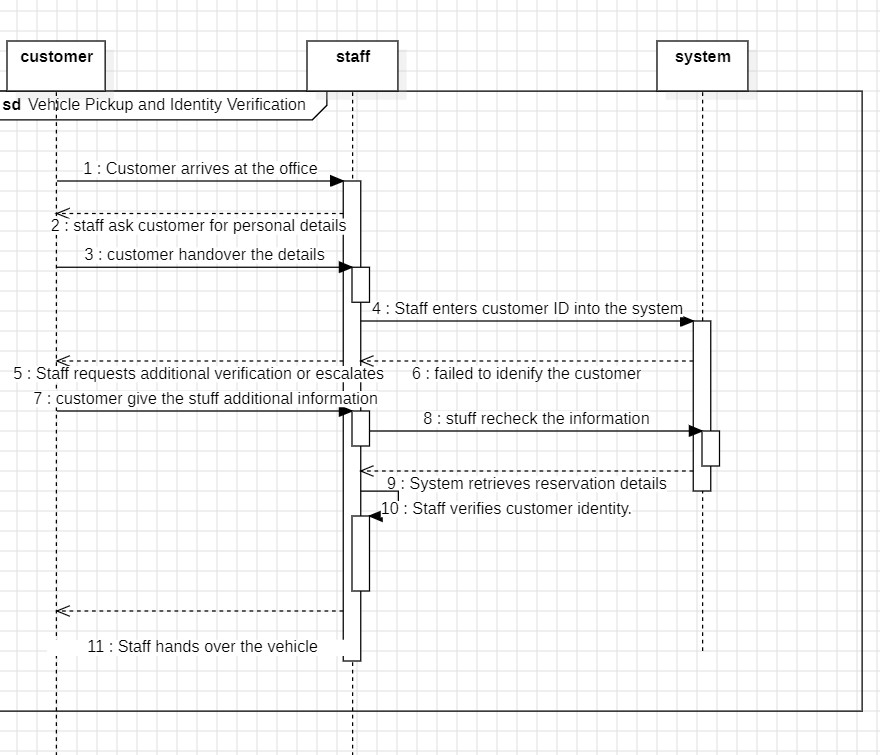 customer
staff
system
sd Vehicle Pickup and Identity Verification
1 : Customer arrives at the office
2 : staff ask customer for personal details
3 : customer handover the details
4 : Staff enters customer ID into the system
5 : Staff requests additional verification or escalates
6 : failed to idenify the customer
7 : customer give the stuff additional information
8 : stuff recheck the information
9 : System retrieves reservation details
10 : Staff verifies customer identity.
11 : Staff hands over the vehicle